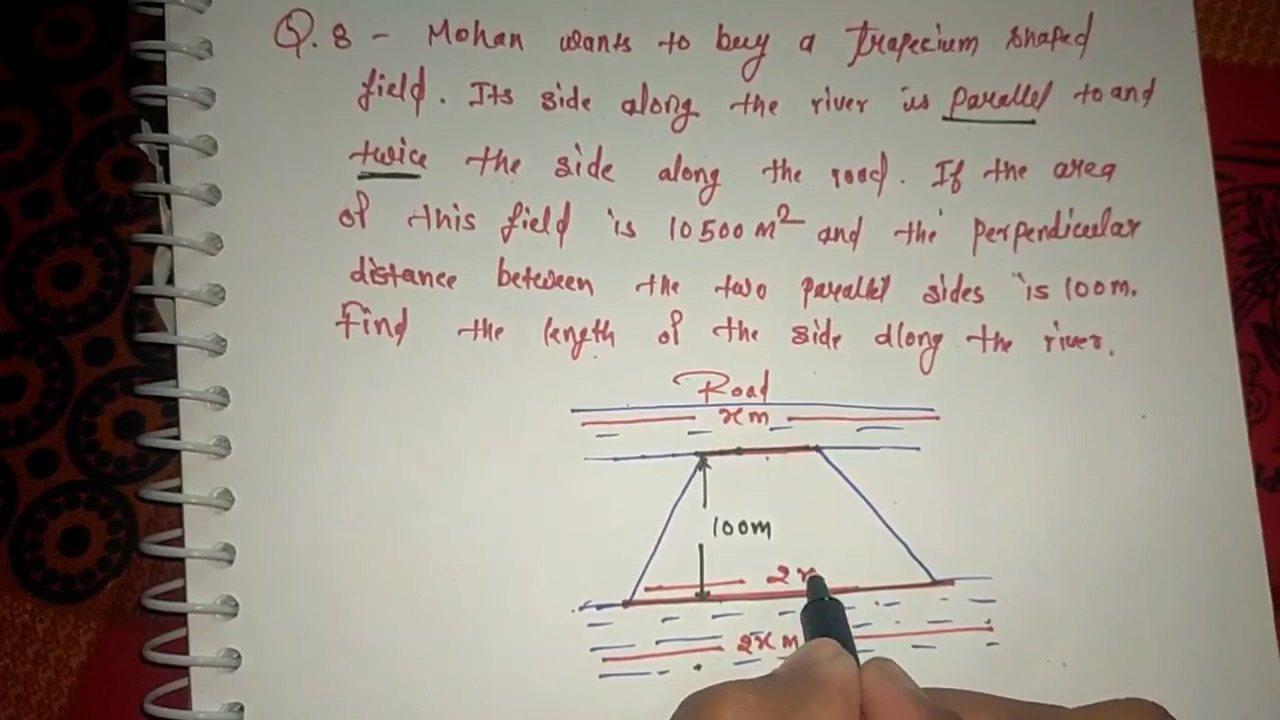 Q.8 - Mohan wants to buy a trapecium shaped
field. Its side along the river is parallel to and
twice the side along the road. If the area
of this field is 10500 m² and the perpendicular
distance between the two parallel sides is 100m.
Find the length of the side along the river.
Road
x m
100m
2x
2x m